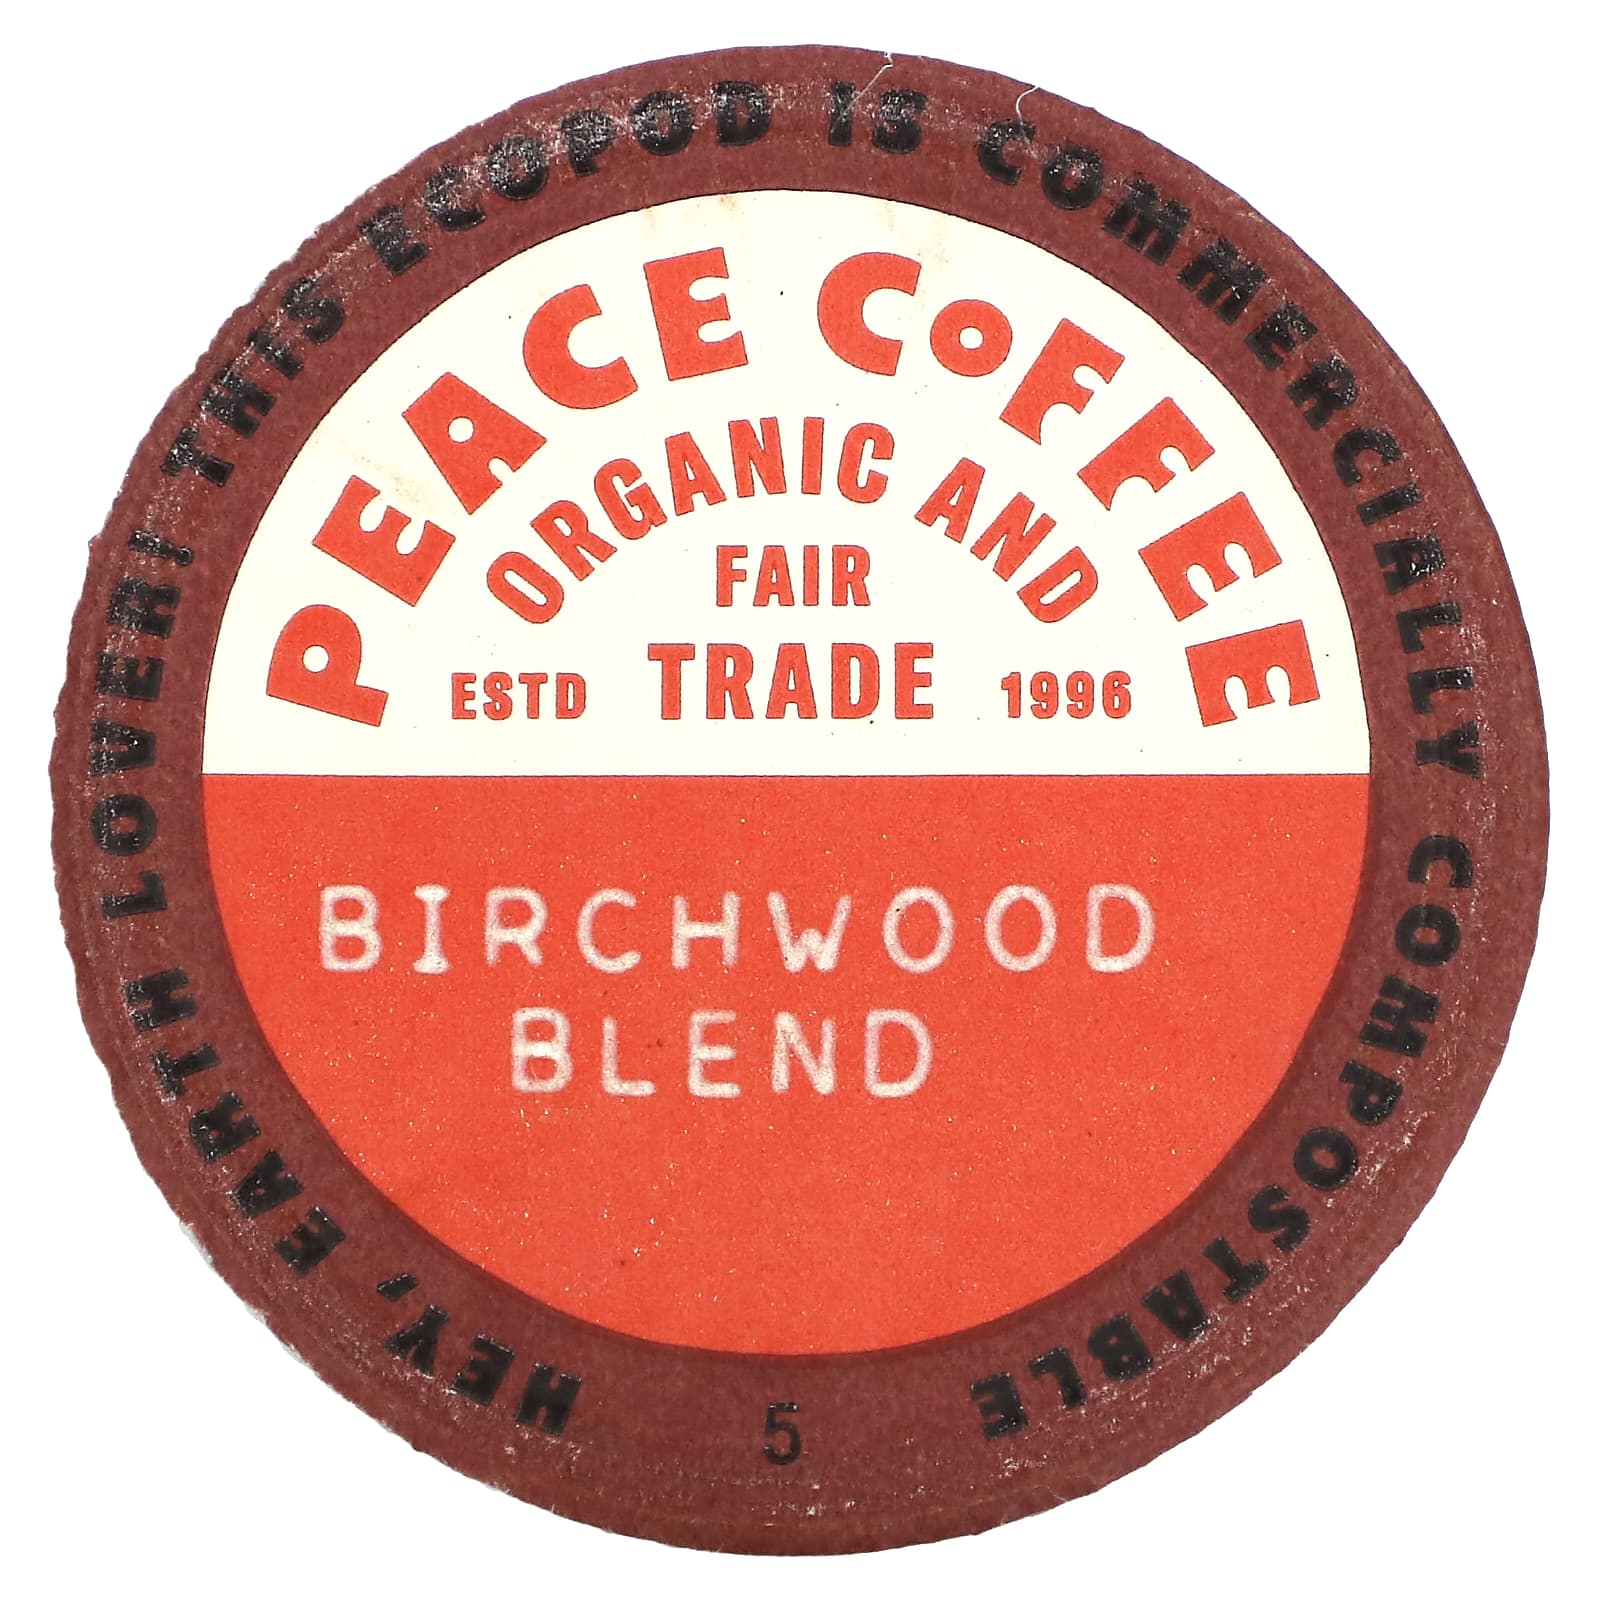 HEY, EARTH LOVER! THIS ECOPOD IS COMMERCIALLY COMPOSTABLE
PEACE COFFEE
ORGANIC AND
FAIR
ESTD TRADE 1996
BIRCHWOOD
BLEND
5